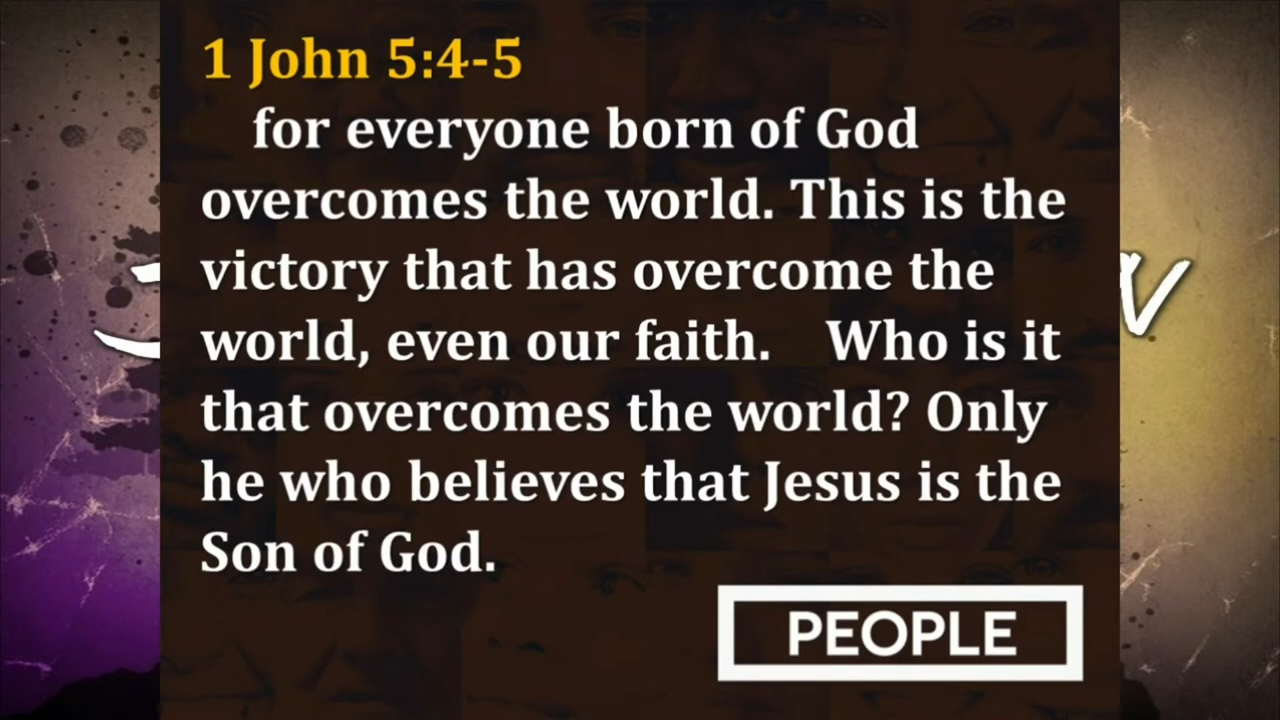 1 John 5:4-5
for everyone born of God
overcomes the world. This is the
victory that has overcome the
world, even our faith. Who is it
that overcomes the world? Only
he who believes that Jesus is the
Son of God.
PEOPLE